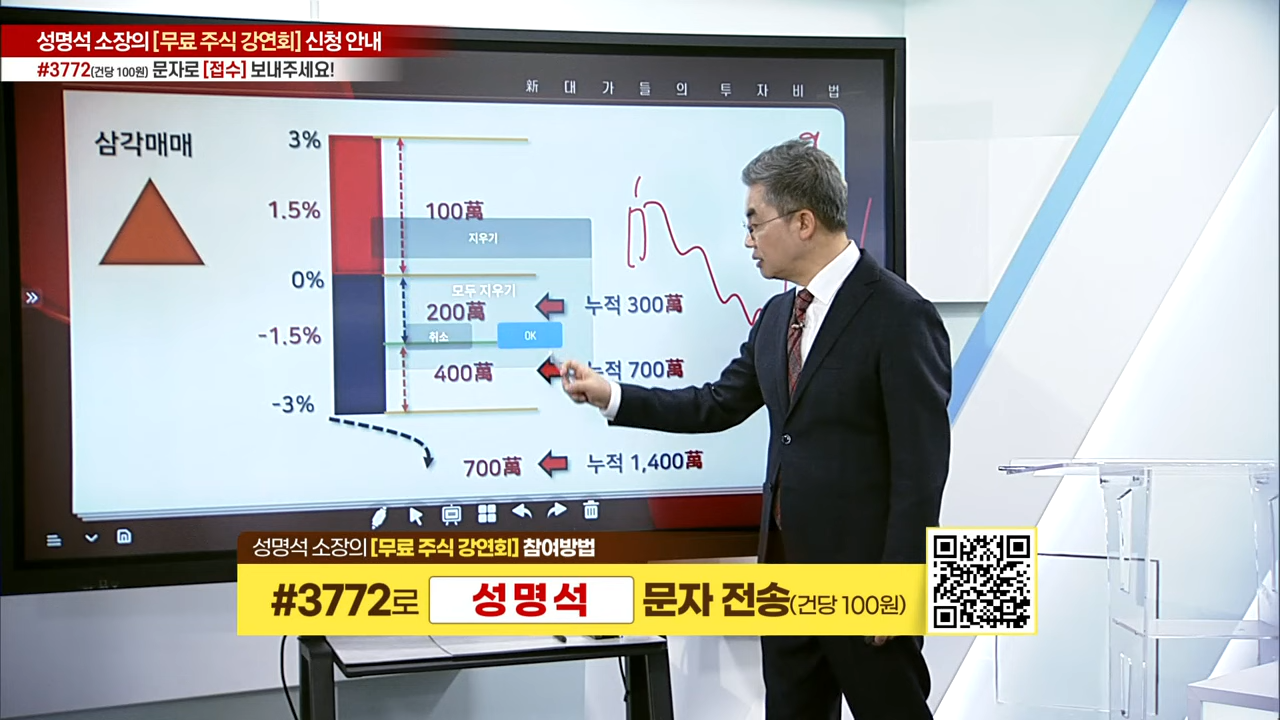 성명석 소장의 [무료 주식 강연회] 신청 안내
#3772(건당 100원) 문자로 [접수] 보내주세요!
新 대 가 들 의 투 자 비 법
삼각매매
3%
1.5%
100萬
지우기
0%
모두 지우기
200萬
누적 300萬
-1.5%
취소
OK
400萬
누적 700萬
-3%
700萬
누적 1,400萬
성명석 소장의 [무료 주식 강연회] 참여방법
#3772로 성명석 문자 전송(건당 100원)